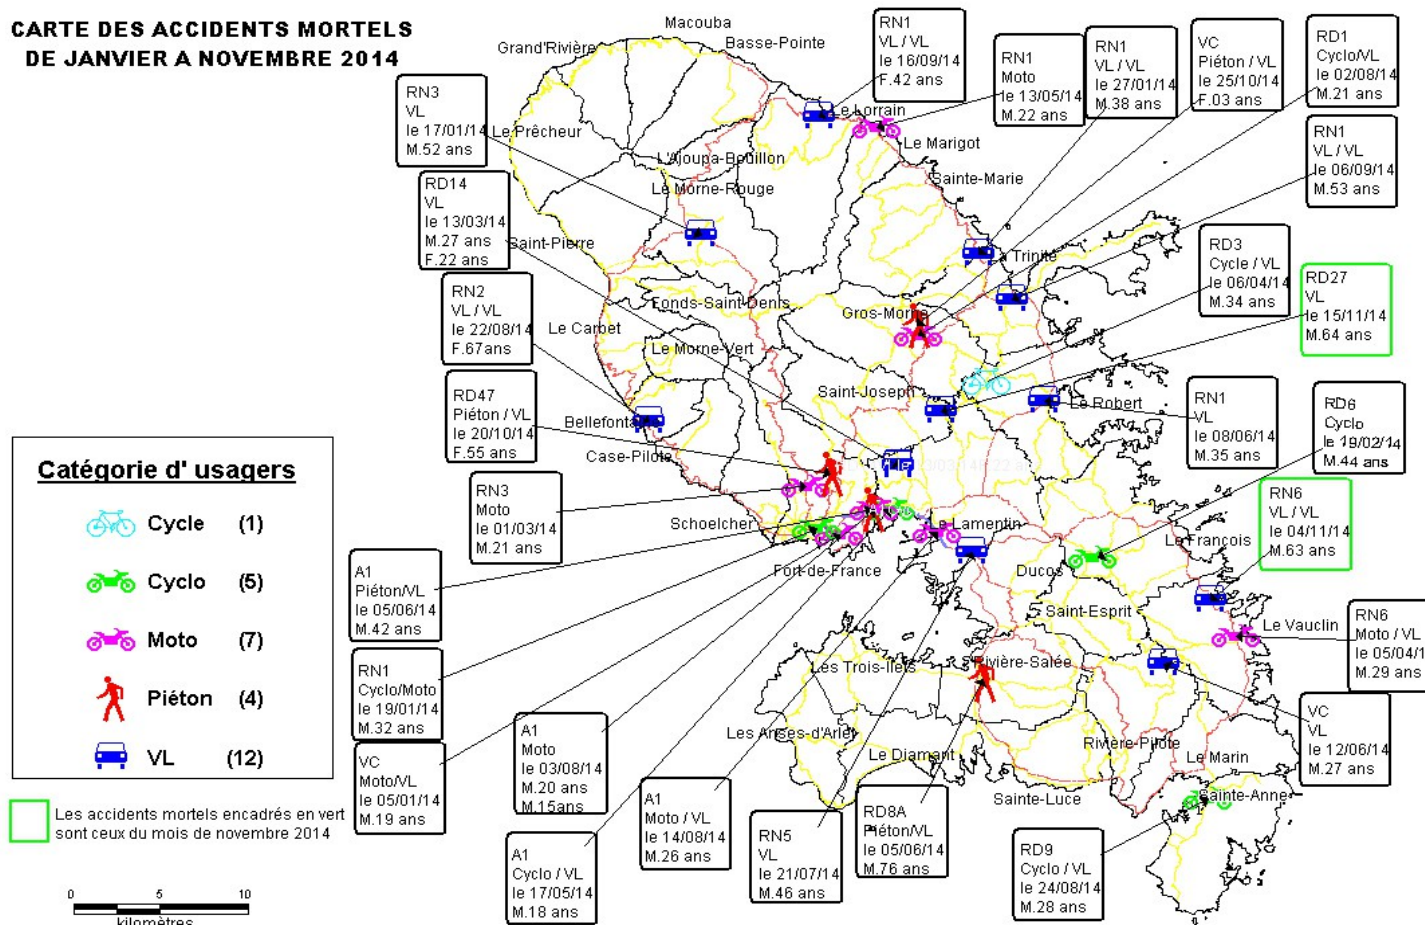 CARTE DES ACCIDENTS MORTELS
DE JANVIER A NOVEMBRE 2014
RN3
VL
le 17/01/14
M.52 ans
RD14
VL
le 13/03/14
M.27 ans
F.22 ans
RN2
VL / VL
le 22/08/14
F.67ans
RD47
Piéton / VL
le 20/10/14
F.55 ans
RN3
Moto
le 01/03/14
M.21 ans
A1
Piéton/VL
le 05/06/14
M.42 ans
RN1
Cyclo/Moto
le 19/01/14
M.32 ans
VC
Moto/VL
le 05/01/14
M.19 ans
A1
Moto
le 03/08/14
M.20 ans
M.15ans
A1
Cyclo / VL
le 17/05/14
M.18 ans
A1
Moto / VL
le 14/08/14
M.26 ans
RN5
VL
le 21/07/14
M.46 ans
RD8A
Piéton/VL
le 05/06/14
M.76 ans
RD9
Cyclo / VL
le 24/08/14
M.28 ans
VC
VL
le 12/06/14
M.27 ans
RN6
Moto / VL
le 05/04/1
M.29 ans
RN6
VL / VL
le 04/11/14
M.63 ans
RD6
Cyclo
le 19/02/14
M.44 ans
RN1
VL
le 08/06/14
M.35 ans
RD27
VL
le 15/11/14
M.64 ans
RD3
Cycle / VL
le 06/04/14
M.34 ans
RN1
VL / VL
le 06/09/14
M.53 ans
RD1
Cyclo/VL
le 02/08/14
M.21 ans
VC
Piéton / VL
le 25/10/14
F.03 ans
RN1
VL / VL
le 27/01/14
M.38 ans
RN1
Moto
le 13/05/14
M.22 ans
RN1
VL / VL
le 16/09/14
F.42 ans
Macouba
Grand'Rivière
Basse-Pointe
Le Lorrain
Le Prêcheur
L'Ajoupa-Bouillon
Le Marigot
Le Morne-Rouge
Sainte-Marie
Saint-Pierre
Trinité
Fonds-Saint-Denis
Gros-Morne
Le Carbet
Le Morne-Vert
Saint-Joseph
Le Robert
Bellefontaine
Case-Pilote
Schoelcher
Le Lamentin
Fort-de-France
Le François
Ducos
Saint-Esprit
Le Vauclin
Les Trois-Ilets
Rivière-Salée
Les Anses-d'Arlet
Le Diamant
Rivière-Pilote
Le Marin
Sainte-Luce
Sainte-Anne
Catégorie d' usagers
Cycle (1)
Cyclo (5)
Moto (7)
Piéton (4)
VL (12)
Les accidents mortels encadrés en vert
sont ceux du mois de novembre 2014
0 5 10
kilomètres